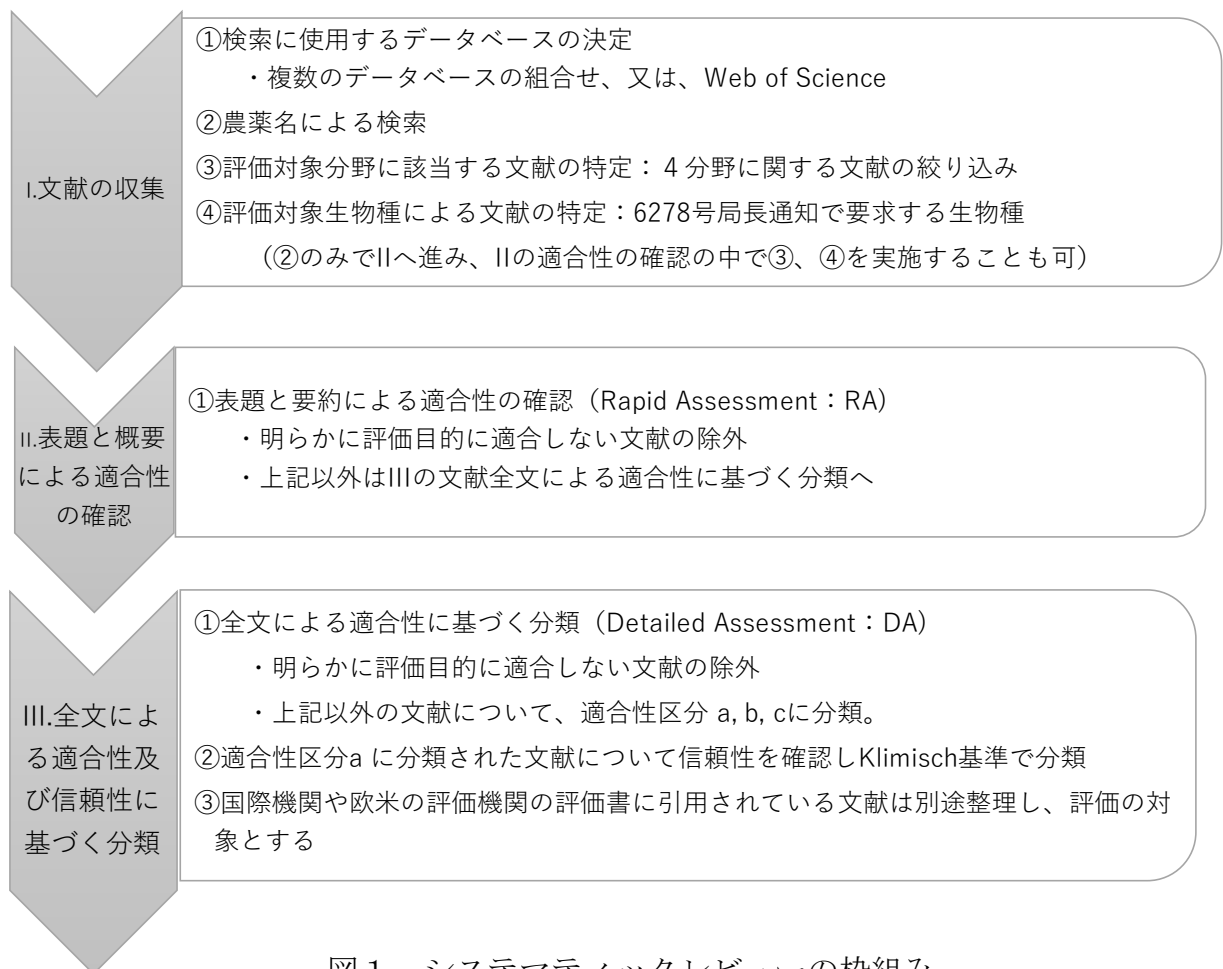 I.文献の収集
①検索に使用するデータベースの決定
・複数のデータベースの組合せ、又は、Web of Science
②農薬名による検索
③評価対象分野に該当する文献の特定：４分野に関する文献の絞り込み
④評価対象生物種による文献の特定：6278号局長通知で要求する生物種
（②のみでIIへ進み、IIの適合性の確認の中で③、④を実施することも可）
II.表題と概要
による適合性
の確認
①表題と要約による適合性の確認（Rapid Assessment：RA）
・明らかに評価目的に適合しない文献の除外
・上記以外はIIIの文献全文による適合性に基づく分類へ
III.全文によ
る適合性及
び信頼性に
基づく分類
①全文による適合性に基づく分類（Detailed Assessment：DA）
・明らかに評価目的に適合しない文献の除外
・上記以外の文献について、適合性区分 a, b, cに分類。
②適合性区分a に分類された文献について信頼性を確認しKlimisch基準で分類
③国際機関や欧米の評価機関の評価書に引用されている文献は別途整理し、評価の対
象とする
図１ システマティックレビューの枠組み